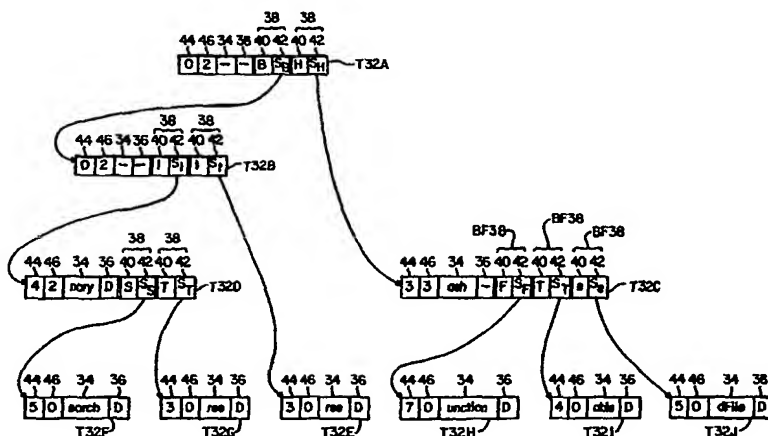 38 38
44 46 34 36 40 42 40 42
0 2 - - B SB H SH T32A
38 38
44 46 34 36 40 42 40 42
0 2 - - I SI t St T32B
38 38 BF38 BF38 BF38
44 46 34 36 40 42 40 42 44 46 34 36 40 42 40 42 40 42
4 2 nary D S SS T ST T32D 3 3 ash - F SF T ST s Ss T32C
44 46 34 36 44 46 34 36 44 46 34 36 44 46 34 36 44 46 34 36 44 46 34 36
5 0 earch D 3 0 ree D 3 0 ree D 7 0 unction D 4 0 able D 5 0 dFile D
T32F T32G T32E T32H T32I T32J